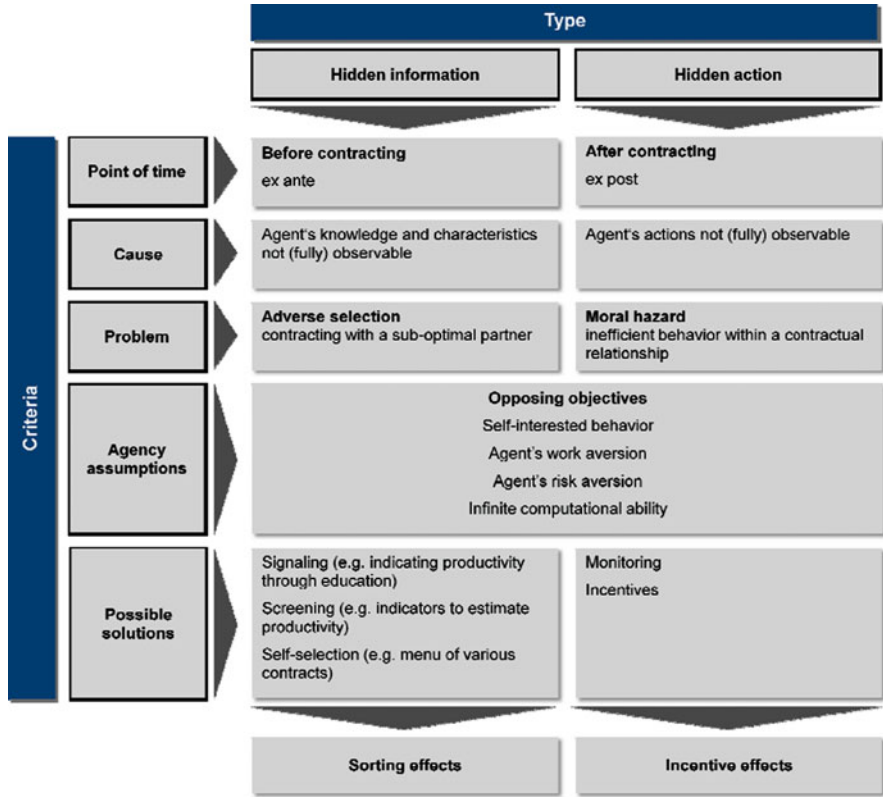 Type
Hidden information
Hidden action
Criteria
Point of time
Before contracting
ex ante
After contracting
ex post
Cause
Agent's knowledge and characteristics
not (fully) observable
Agent's actions not (fully) observable
Problem
Adverse selection
contracting with a sub-optimal partner
Moral hazard
inefficient behavior within a contractual
relationship
Agency
assumptions
Opposing objectives
Self-interested behavior
Agent's work aversion
Agent's risk aversion
Infinite computational ability
Possible
solutions
Signaling (e.g. indicating productivity
through education)
Screening (e.g. indicators to estimate
productivity)
Self-selection (e.g. menu of various
contracts)
Monitoring
Incentives
Sorting effects
Incentive effects